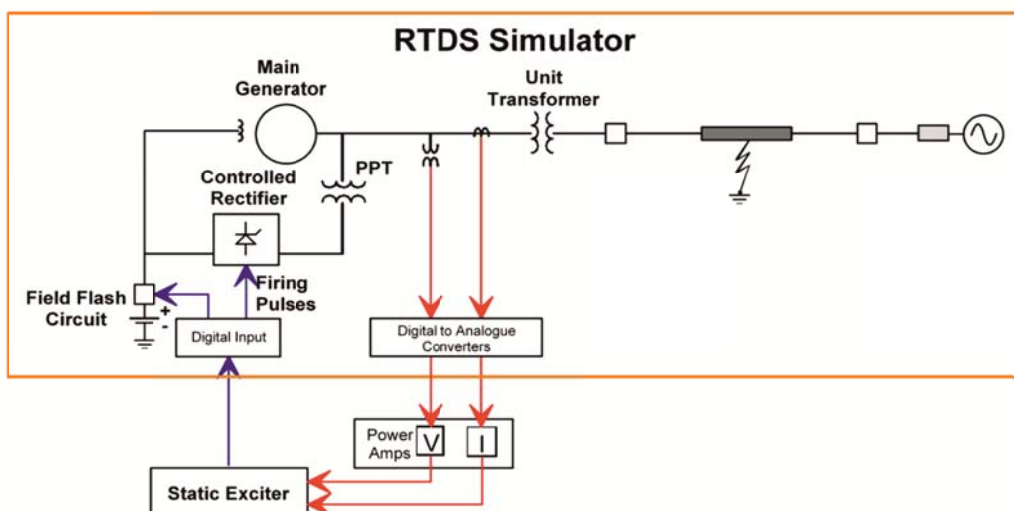 RTDS Simulator
Main
Generator
Unit
Transformer
PPT
Controlled
Rectifier
Firing
Pulses
Field Flash
Circuit
+
-
Digital Input
Digital to Analogue
Converters
Power
Amps
V
I
Static Exciter